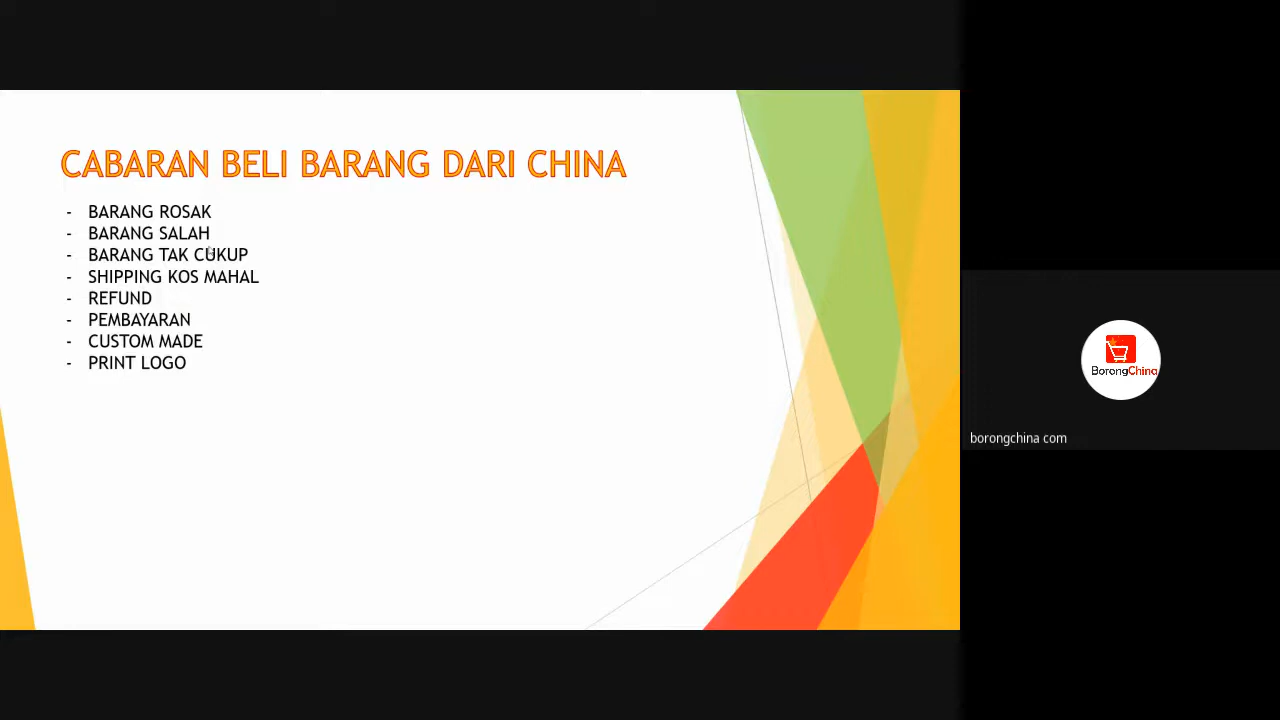 CABARAN BELI BARANG DARI CHINA
- BARANG ROSAK
- BARANG SALAH
- BARANG TAK CUKUP
- SHIPPING KOS MAHAL
- REFUND
- PEMBAYARAN
- CUSTOM MADE
- PRINT LOGO
BorongChina
borongchina com